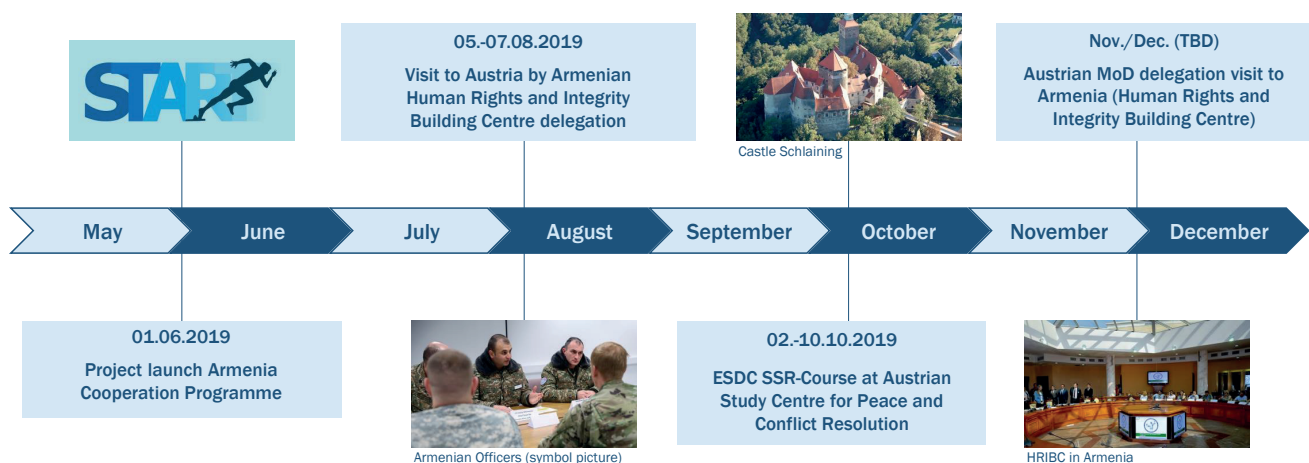 START
05.-07.08.2019
Visit to Austria by Armenian
Human Rights and Integrity
Building Centre delegation
Castle Schlaining
Nov./Dec. (TBD)
Austrian MoD delegation visit to
Armenia (Human Rights and
Integrity Building Centre)
May
June
July
August
September
October
November
December
01.06.2019
Project launch Armenia
Cooperation Programme
Armenian Officers (symbol picture)
02.-10.10.2019
ESDC SSR-Course at Austrian
Study Centre for Peace and
Conflict Resolution
HRIBC in Armenia